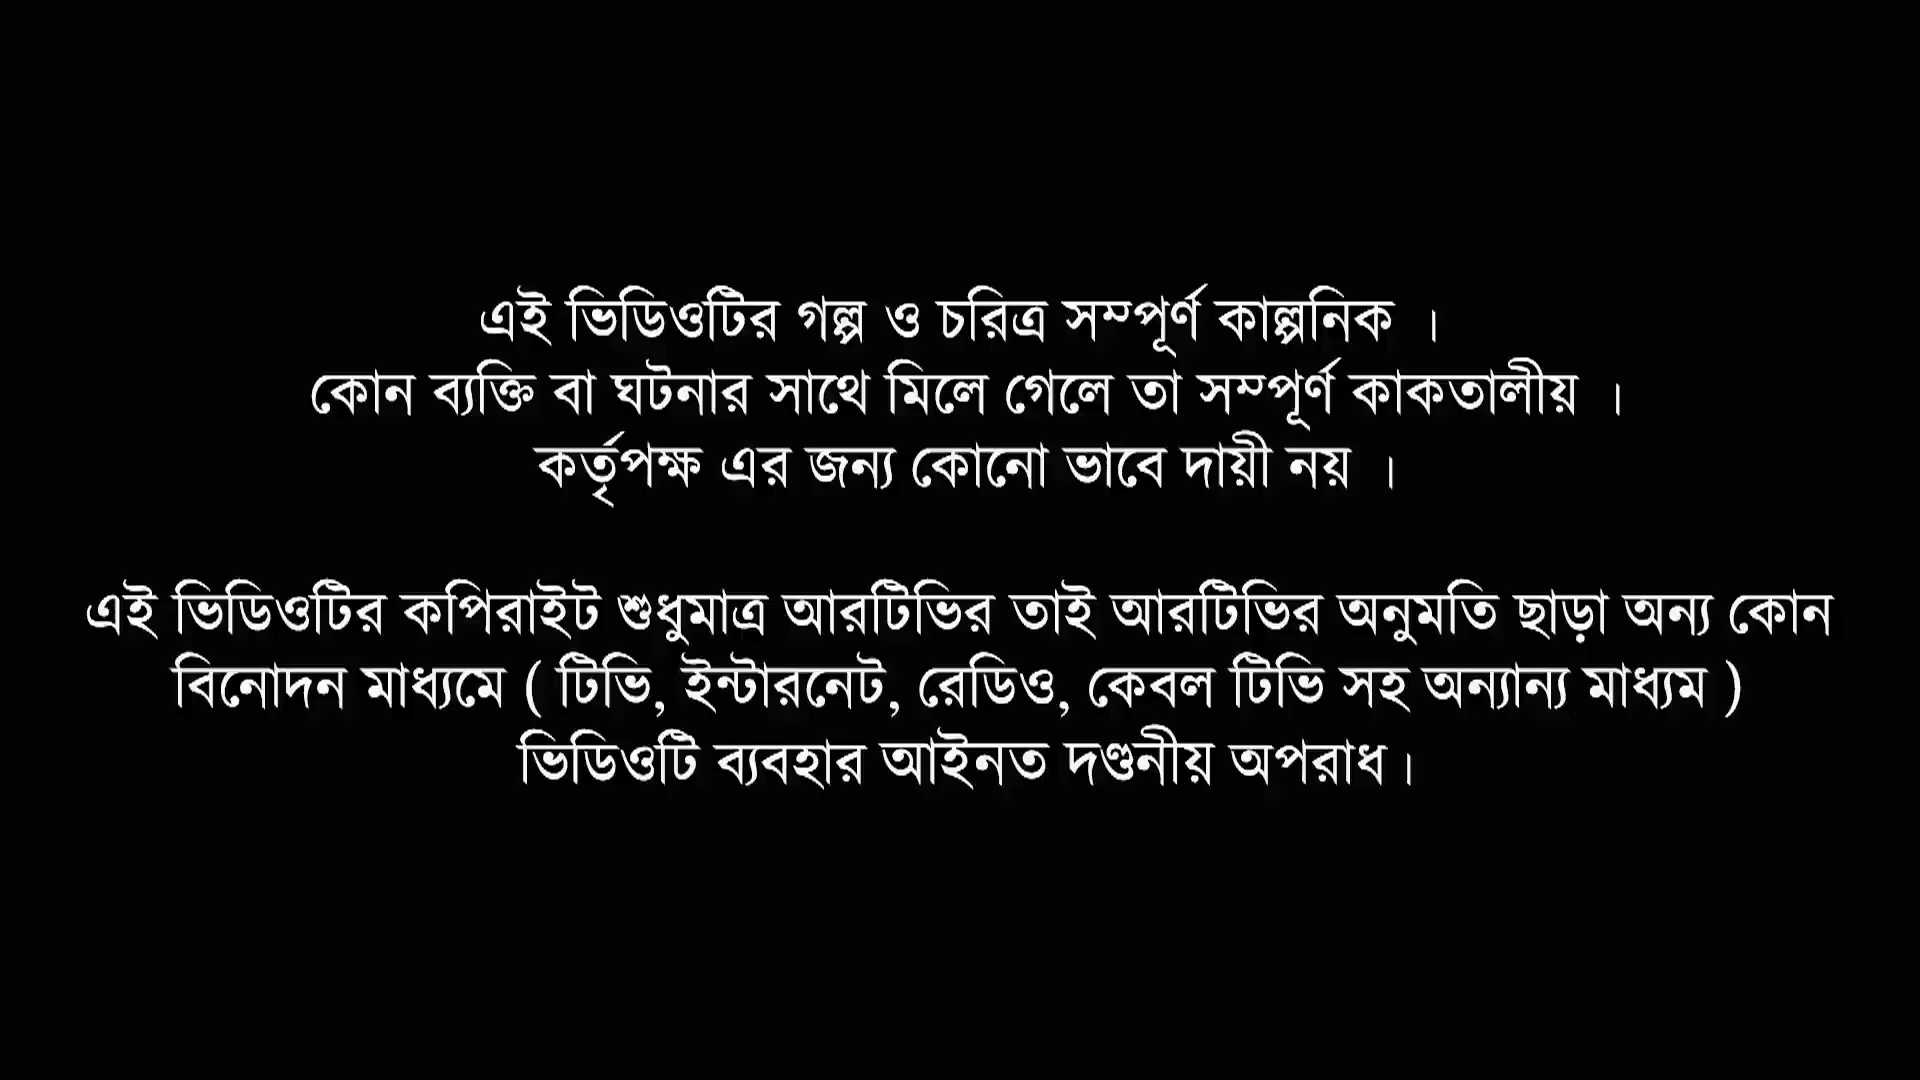 এই ভিডিওটির গল্প ও চরিত্র সম্পূর্ণ কাল্পনিক ।
কোন ব্যক্তি বা ঘটনার সাথে মিলে গেলে তা সম্পূর্ণ কাকতালীয় ।
কর্তৃপক্ষ এর জন্য কোনো ভাবে দায়ী নয় ।
এই ভিডিওটির কপিরাইট শুধুমাত্র আরটিভির তাই আরটিভির অনুমতি ছাড়া অন্য কোন
বিনোদন মাধ্যমে ( টিভি, ইন্টারনেট, রেডিও, কেবল টিভি সহ অন্যান্য মাধ্যম )
ভিডিওটি ব্যবহার আইনত দণ্ডনীয় অপরাধ।